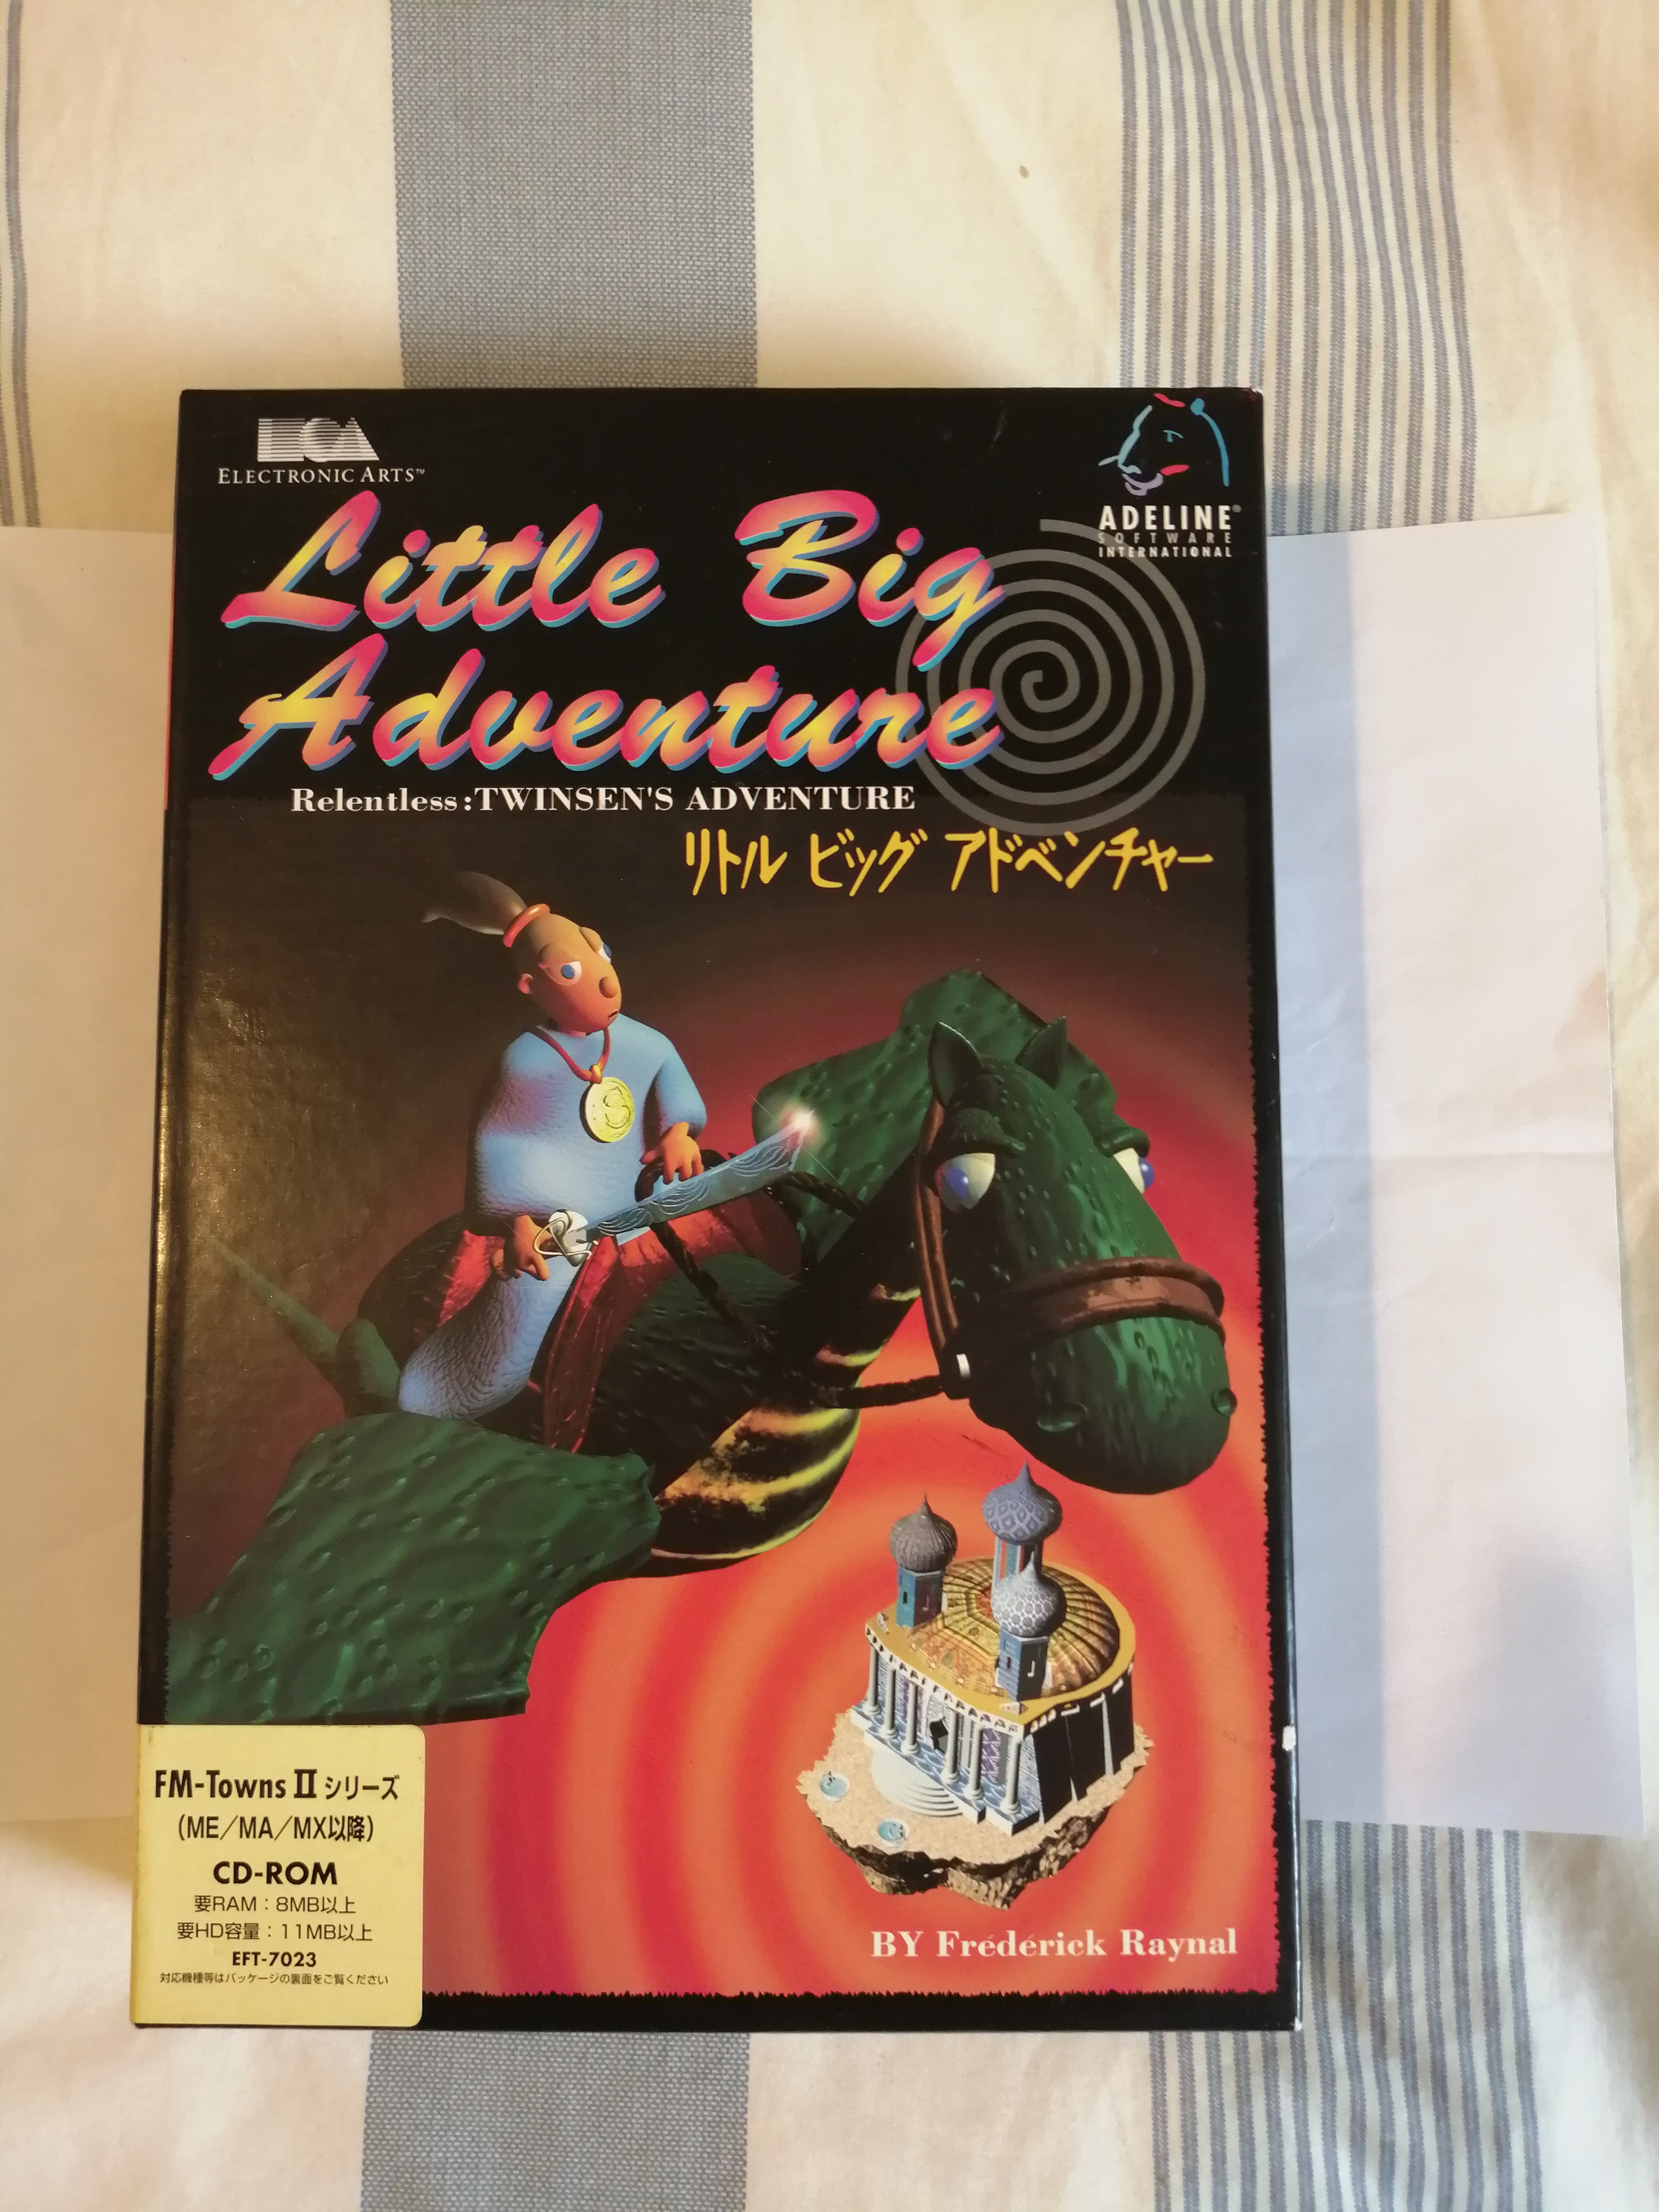 ELECTRONIC ARTS™
ADELINE®
SOFTWARE
INTERNATIONAL
Little Big
Adventure
Relentless:TWINSEN'S ADVENTURE
リトル ビッグ アドベンチャー
FM-Towns II シリーズ
(ME/MA/MX以降)
CD-ROM
要RAM:8MB以上
要HD容量:11MB以上
EFT-7023
対応機種等はパッケージの裏面をご覧ください
BY Frédérick Raynal